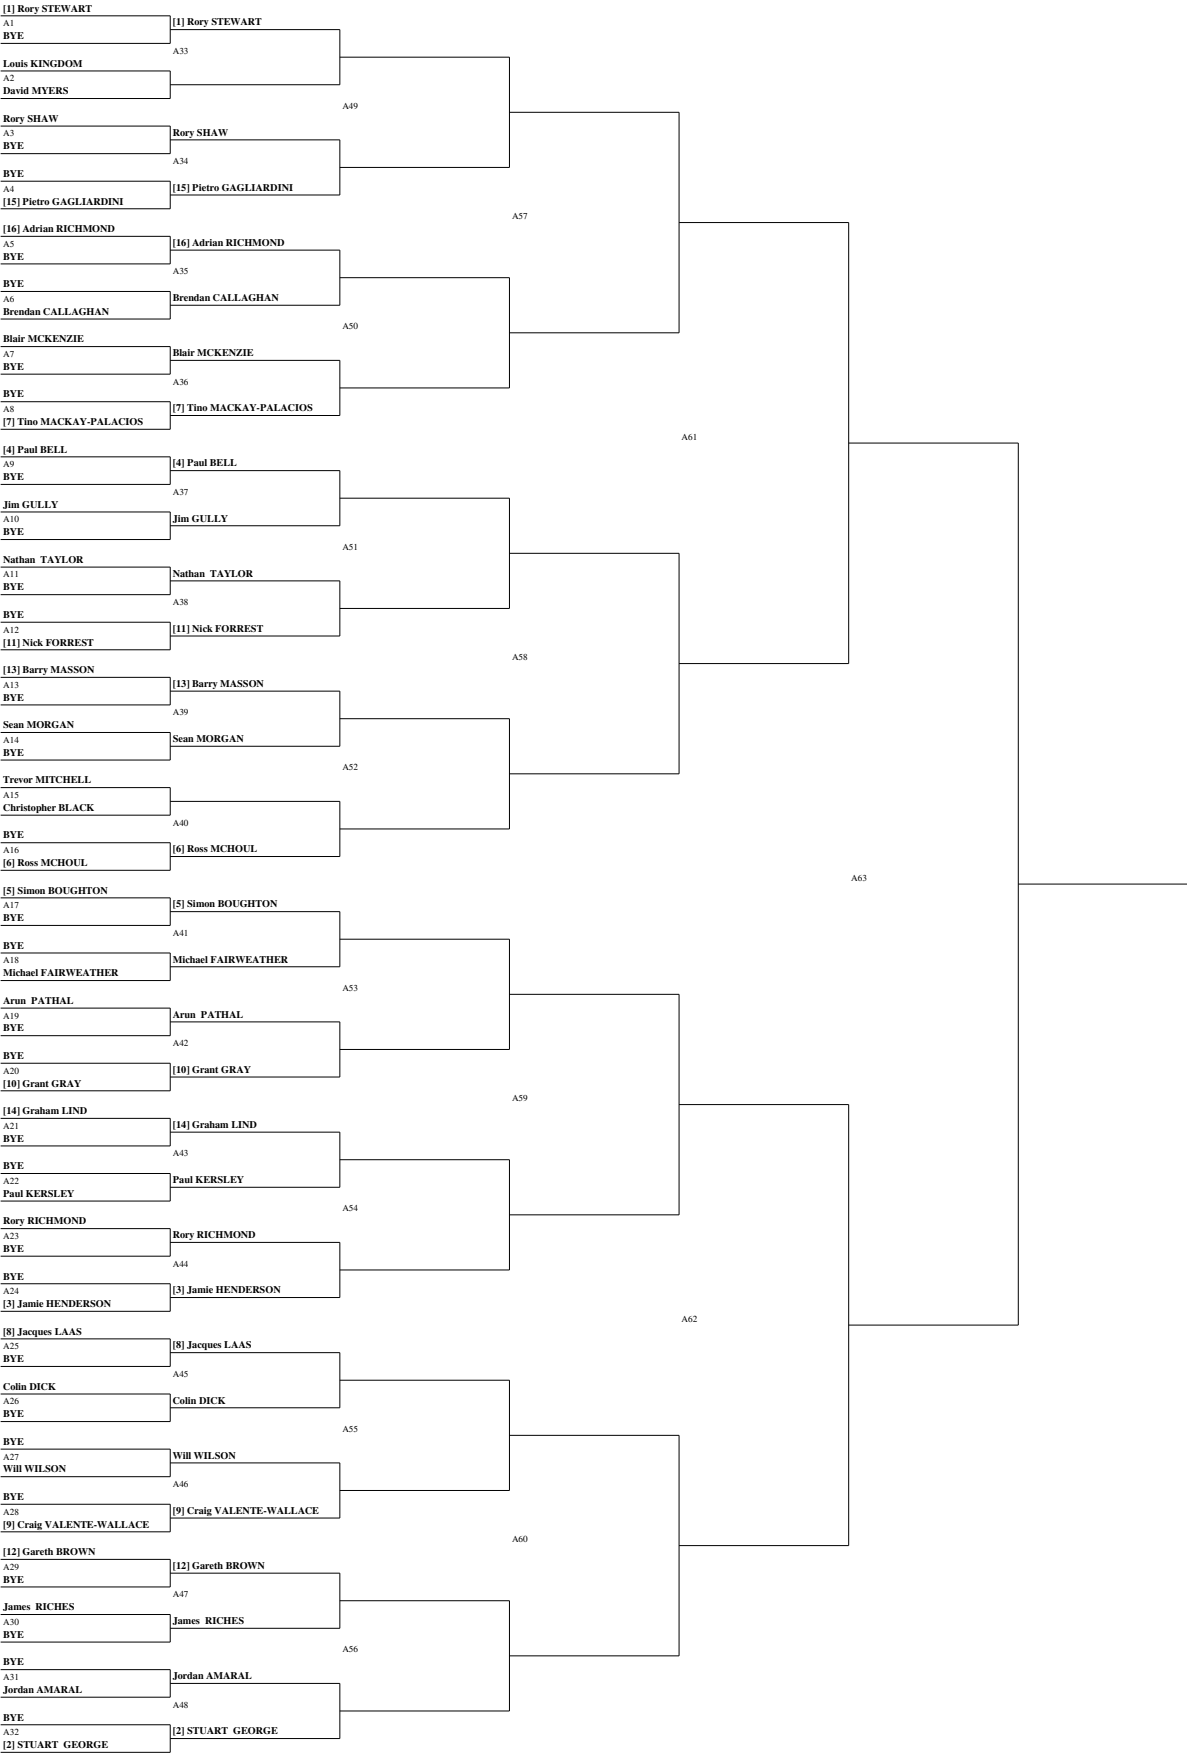 [1] Rory STEWART
A1
BYE
[1] Rory STEWART
A33
Louis KINGDOM
A2
David MYERS
A49
Rory SHAW
A3
BYE
Rory SHAW
A34
BYE
A4
[15] Pietro GAGLIARDINI
[15] Pietro GAGLIARDINI
A57
[16] Adrian RICHMOND
A5
BYE
[16] Adrian RICHMOND
A35
BYE
A6
Brendan CALLAGHAN
Brendan CALLAGHAN
A50
Blair MCKENZIE
A7
BYE
Blair MCKENZIE
A36
BYE
A8
[7] Tino MACKAY-PALACIOS
[7] Tino MACKAY-PALACIOS
A61
[4] Paul BELL
A9
BYE
[4] Paul BELL
A37
Jim GULLY
A10
BYE
Jim GULLY
A51
Nathan TAYLOR
A11
BYE
Nathan TAYLOR
A38
BYE
A12
[11] Nick FORREST
[11] Nick FORREST
A58
[13] Barry MASSON
A13
BYE
[13] Barry MASSON
A39
Sean MORGAN
A14
BYE
Sean MORGAN
A52
Trevor MITCHELL
A15
Christopher BLACK
A40
BYE
A16
[6] Ross MCHOUL
[6] Ross MCHOUL
A63
[5] Simon BOUGHTON
A17
BYE
[5] Simon BOUGHTON
A41
BYE
A18
Michael FAIRWEATHER
Michael FAIRWEATHER
A53
Arun PATHAL
A19
BYE
Arun PATHAL
A42
BYE
A20
[10] Grant GRAY
[10] Grant GRAY
A59
[14] Graham LIND
A21
BYE
[14] Graham LIND
A43
BYE
A22
Paul KERSLEY
Paul KERSLEY
A54
Rory RICHMOND
A23
BYE
Rory RICHMOND
A44
BYE
A24
[3] Jamie HENDERSON
[3] Jamie HENDERSON
A62
[8] Jacques LAAS
A25
BYE
[8] Jacques LAAS
A45
Colin DICK
A26
BYE
Colin DICK
A55
BYE
A27
Will WILSON
Will WILSON
A46
BYE
A28
[9] Craig VALENTE-WALLACE
[9] Craig VALENTE-WALLACE
A60
[12] Gareth BROWN
A29
BYE
[12] Gareth BROWN
A47
James RICHES
A30
BYE
James RICHES
A56
BYE
A31
Jordan AMARAL
Jordan AMARAL
A48
BYE
A32
[2] STUART GEORGE
[2] STUART GEORGE